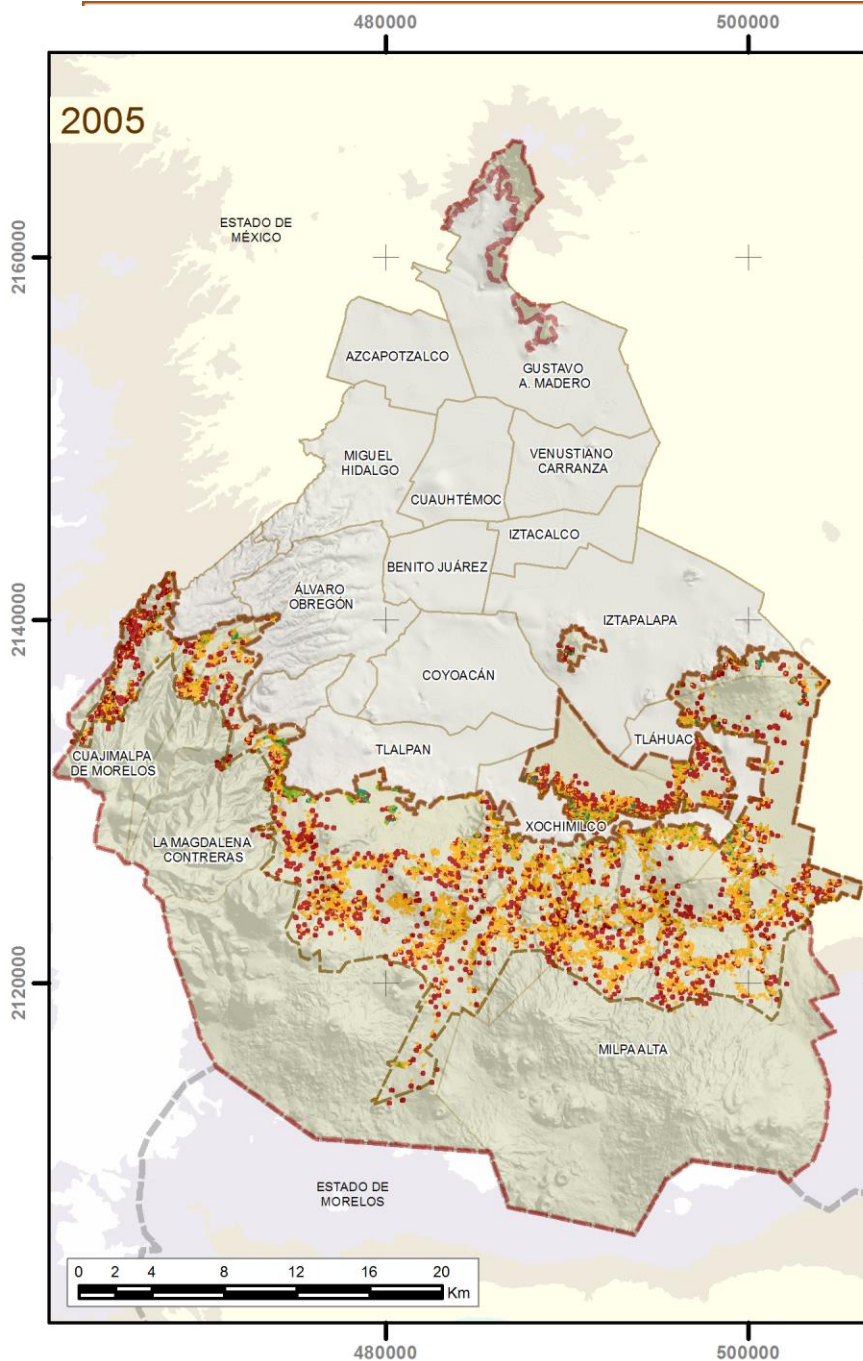 480000
500000
2005
ESTADO DE
MÉXICO
2160000
AZCAPOTZALCO
GUSTAVO
A. MADERO
MIGUEL
HIDALGO
VENUSTIANO
CARRANZA
CUAUHTÉMOC
IZTACALCO
BENITO JUÁREZ
ÁLVARO
OBREGÓN
2140000
IZTAPALAPA
COYOACÁN
TLÁHUAC
TLALPAN
CUAJIMALPA
DE MORELOS
XOCHIMILCO
LA MAGDALENA
CONTRERAS
2120000
MILPA ALTA
ESTADO DE
MORELOS
0 2 4 8 12 16 20
Km
480000
500000